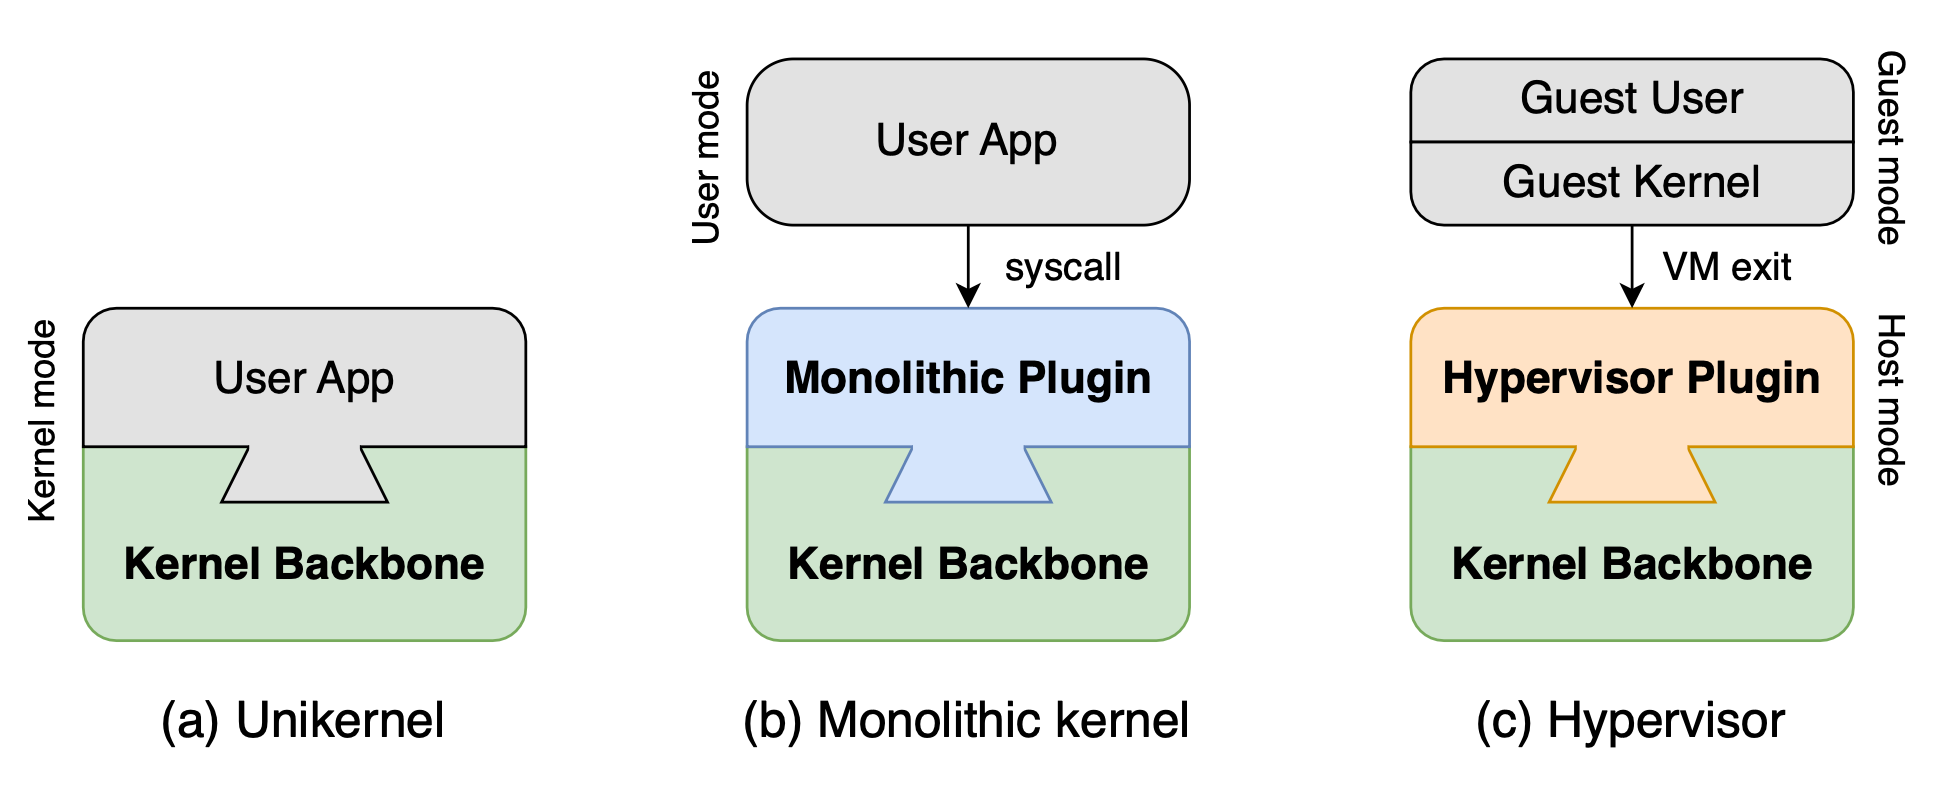 Kernel mode
User App
Kernel Backbone
(a) Unikernel
User mode
User App
syscall
Monolithic Plugin
Kernel Backbone
(b) Monolithic kernel
Guest User
Guest Kernel
Guest mode
VM exit
Hypervisor Plugin
Host mode
Kernel Backbone
(c) Hypervisor